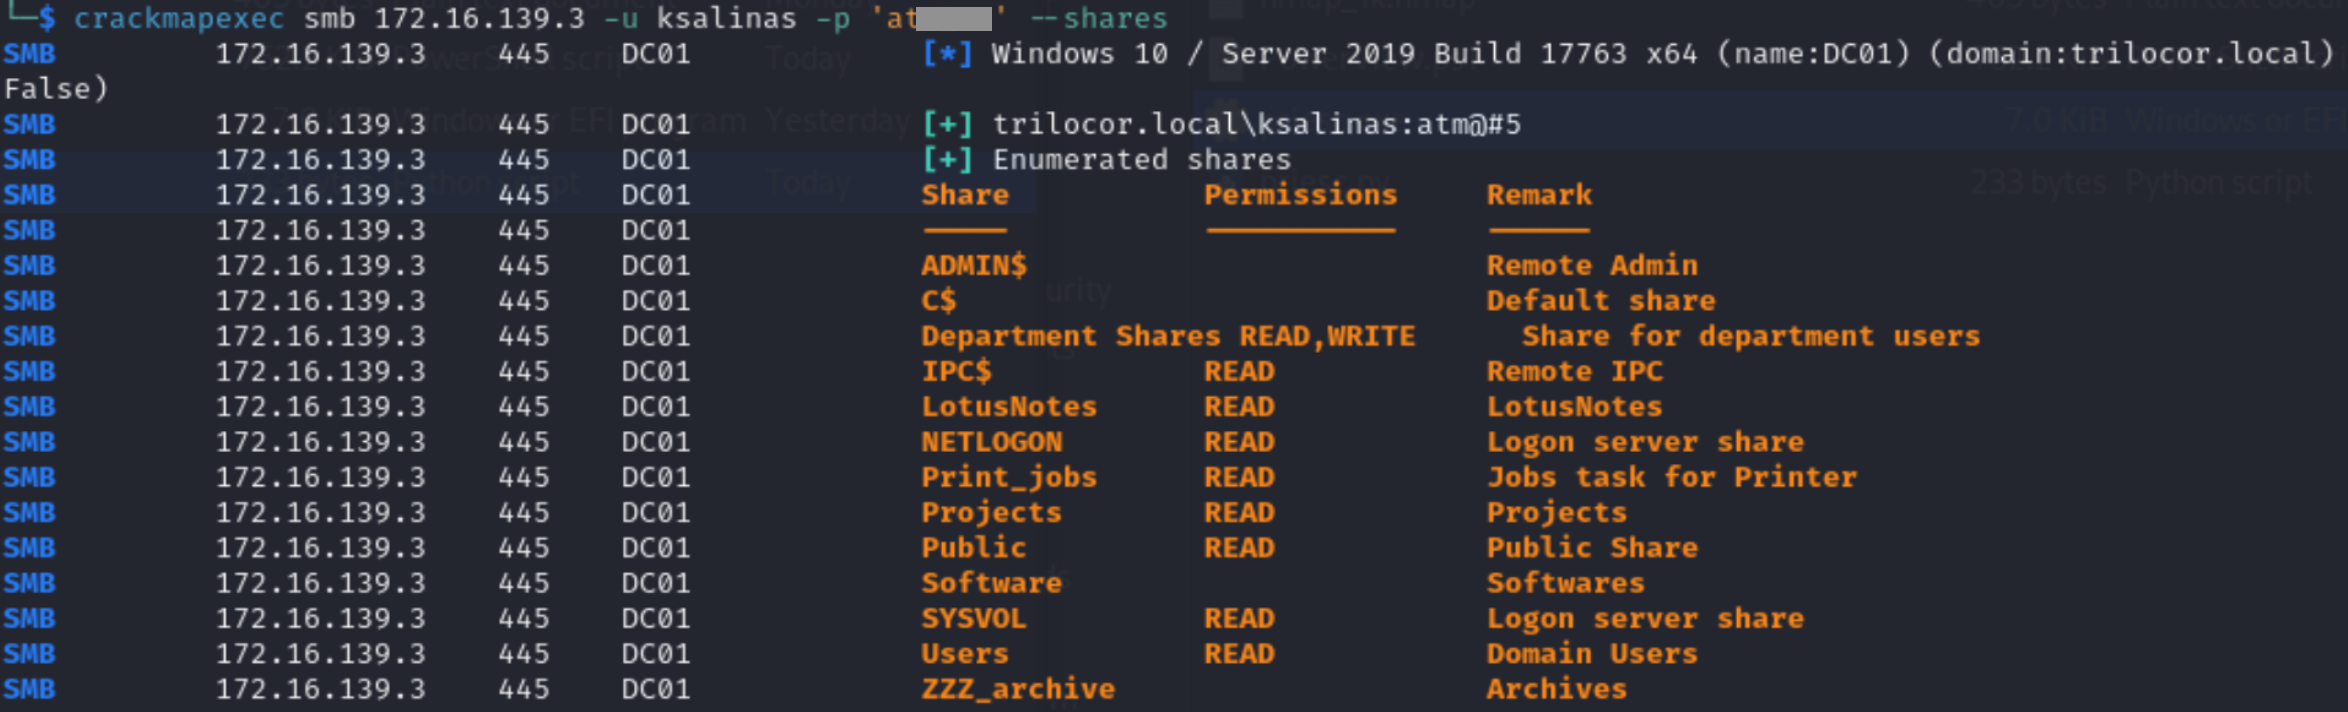 └─$ crackmapexec smb 172.16.139.3 -u ksalinas -p 'at      ' --shares
SMB 172.16.139.3 445 DC01 [*] Windows 10 / Server 2019 Build 17763 x64 (name:DC01) (domain:trilocor.local)
False)
SMB 172.16.139.3 445 DC01 [+] trilocor.local\ksalinas:atm@#5
SMB 172.16.139.3 445 DC01 [+] Enumerated shares
SMB 172.16.139.3 445 DC01 Share Permissions Remark
SMB 172.16.139.3 445 DC01 ----- ----------- ------
SMB 172.16.139.3 445 DC01 ADMIN$ Remote Admin
SMB 172.16.139.3 445 DC01 C$ Default share
SMB 172.16.139.3 445 DC01 Department Shares READ,WRITE Share for department users
SMB 172.16.139.3 445 DC01 IPC$ READ Remote IPC
SMB 172.16.139.3 445 DC01 LotusNotes READ LotusNotes
SMB 172.16.139.3 445 DC01 NETLOGON READ Logon server share
SMB 172.16.139.3 445 DC01 Print_jobs READ Jobs task for Printer
SMB 172.16.139.3 445 DC01 Projects READ Projects
SMB 172.16.139.3 445 DC01 Public READ Public Share
SMB 172.16.139.3 445 DC01 Software Softwares
SMB 172.16.139.3 445 DC01 SYSVOL READ Logon server share
SMB 172.16.139.3 445 DC01 Users READ Domain Users
SMB 172.16.139.3 445 DC01 ZZZ_archive Archives